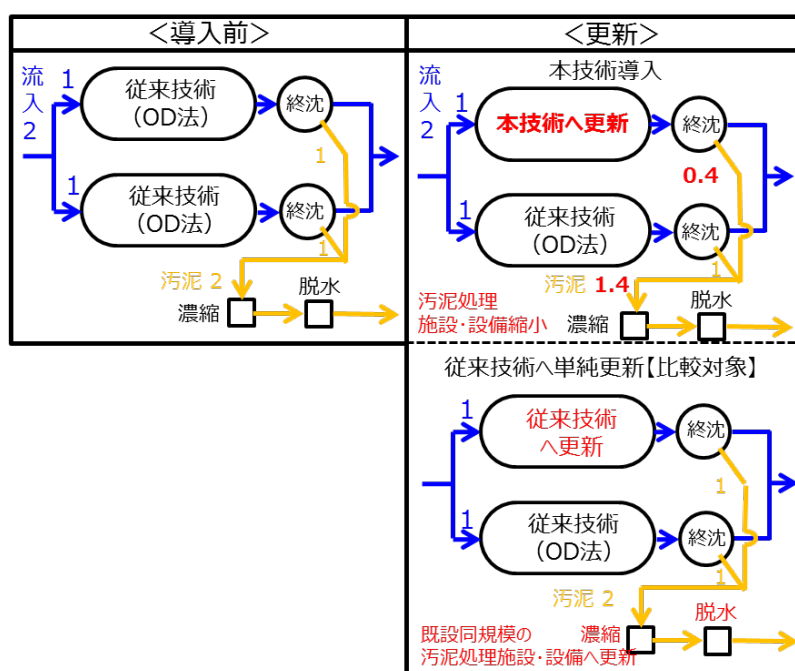 <導入前>
流入
2
1
従来技術
(OD法)
終沈
1
1
従来技術
(OD法)
終沈
1
汚泥 2
濃縮
脱水
<更新>
本技術導入
流入
2
1
本技術へ更新
終沈
0.4
1
従来技術
(OD法)
終沈
1
汚泥 1.4
汚泥処理
施設・設備縮小
濃縮
脱水
従来技術へ単純更新【比較対象】
1
従来技術
へ更新
終沈
1
1
従来技術
(OD法)
終沈
1
汚泥 2
脱水
既設同規模の
汚泥処理施設・設備へ更新
濃縮